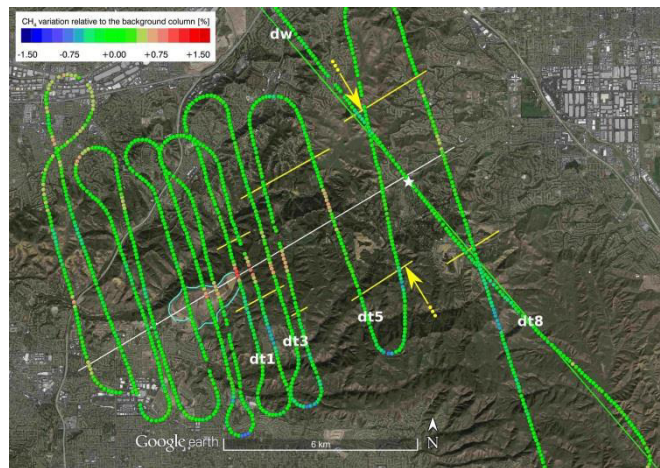 CH₄ variation relative to the background column [%]
-1.50 -0.75 +0.00 +0.75 +1.50
dw
dt5
dt8
dt3
dt1
Google earth
6 km
N